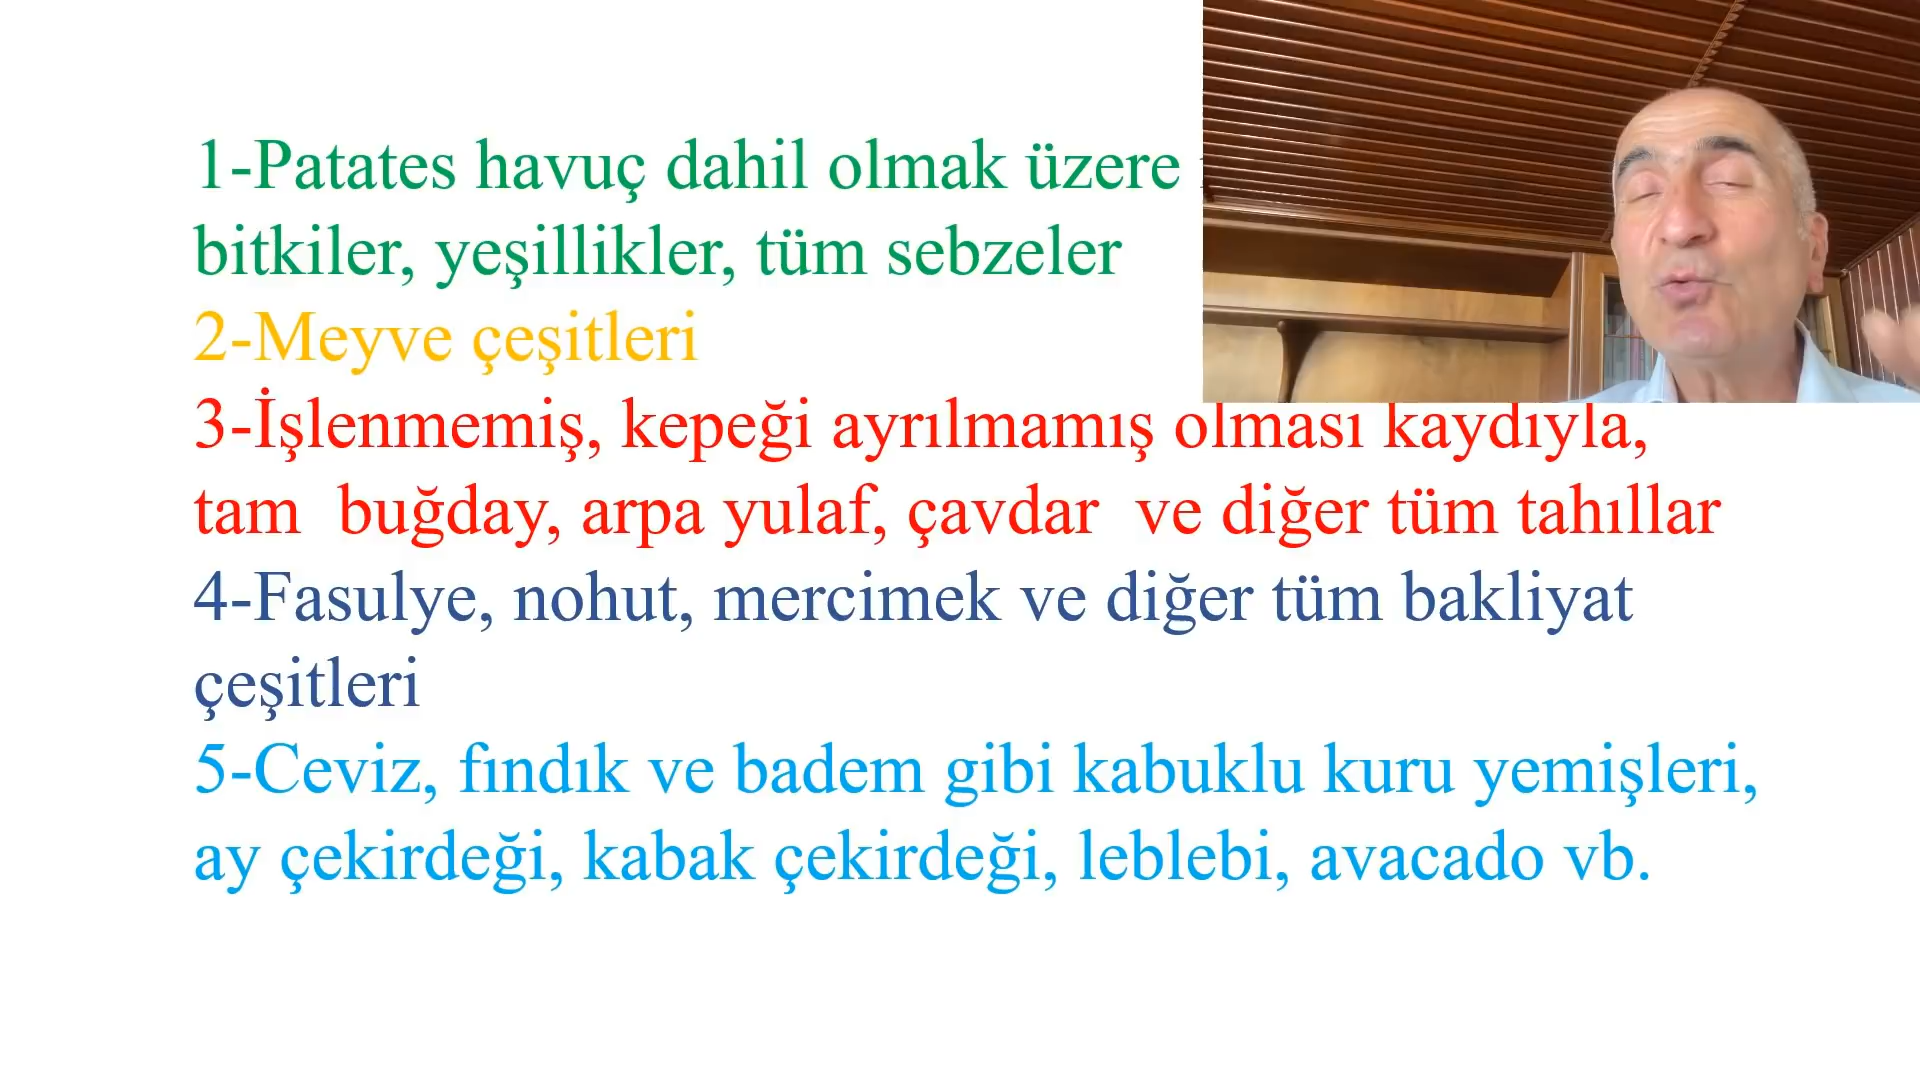 1-Patates havuç dahil olmak üzere
bitkiler, yeşillikler, tüm sebzeler
2-Meyve çeşitleri
3-İşlenmemiş, kepeği ayrılmamış olması kaydıyla,
tam buğday, arpa yulaf, çavdar ve diğer tüm tahıllar
4-Fasulye, nohut, mercimek ve diğer tüm bakliyat
çeşitleri
5-Ceviz, fındık ve badem gibi kabuklu kuru yemişleri,
ay çekirdeği, kabak çekirdeği, leblebi, avacado vb.